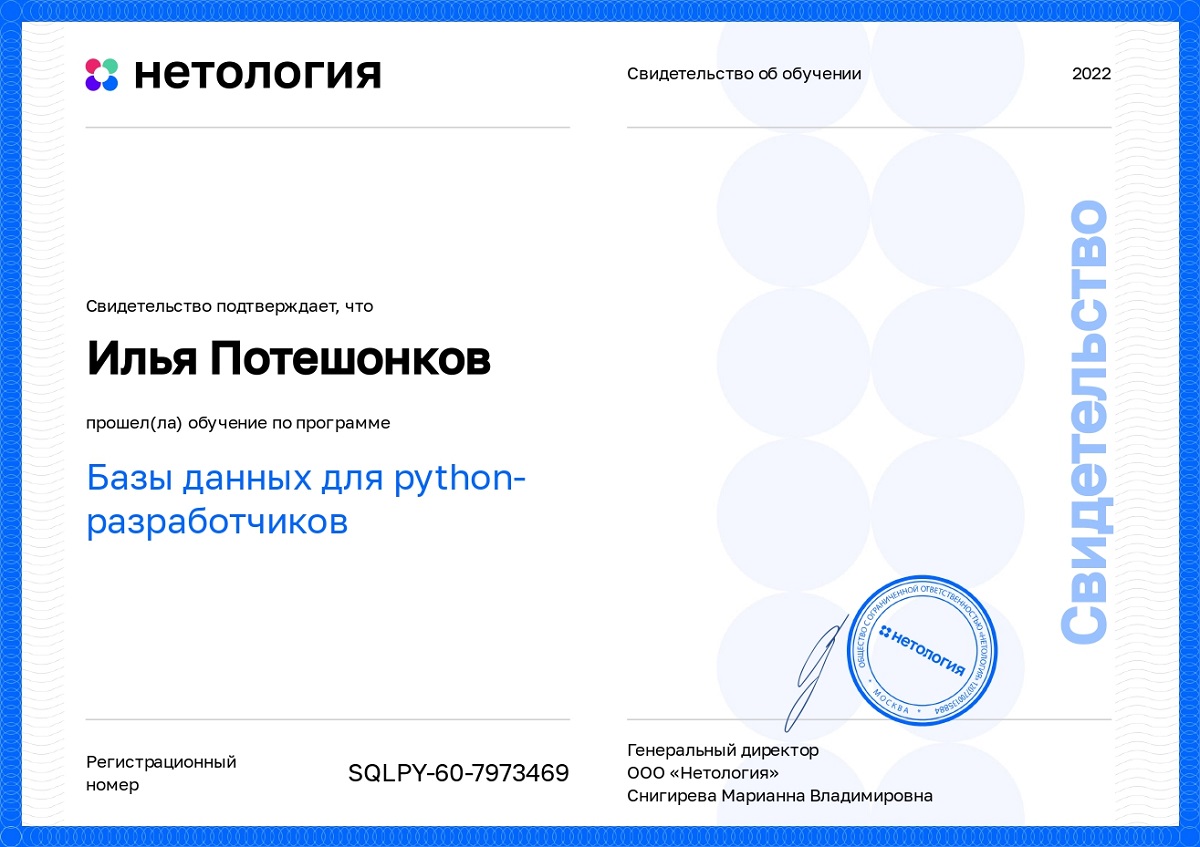 нетология
Свидетельство об обучении
2022
Свидетельство подтверждает, что
Илья Потешонков
прошел(ла) обучение по программе
Базы данных для python-
разработчиков
Свидетельство
ОБЩЕСТВО С ОГРАНИЧЕННОЙ ОТВЕТСТВЕННОСТЬЮ «НЕТОЛОГИЯ» 1207700135884
* МОСКВА *
нетология
Регистрационный
номер
SQLPY-60-7973469
Генеральный директор
ООО «Нетология»
Снигирева Марианна Владимировна